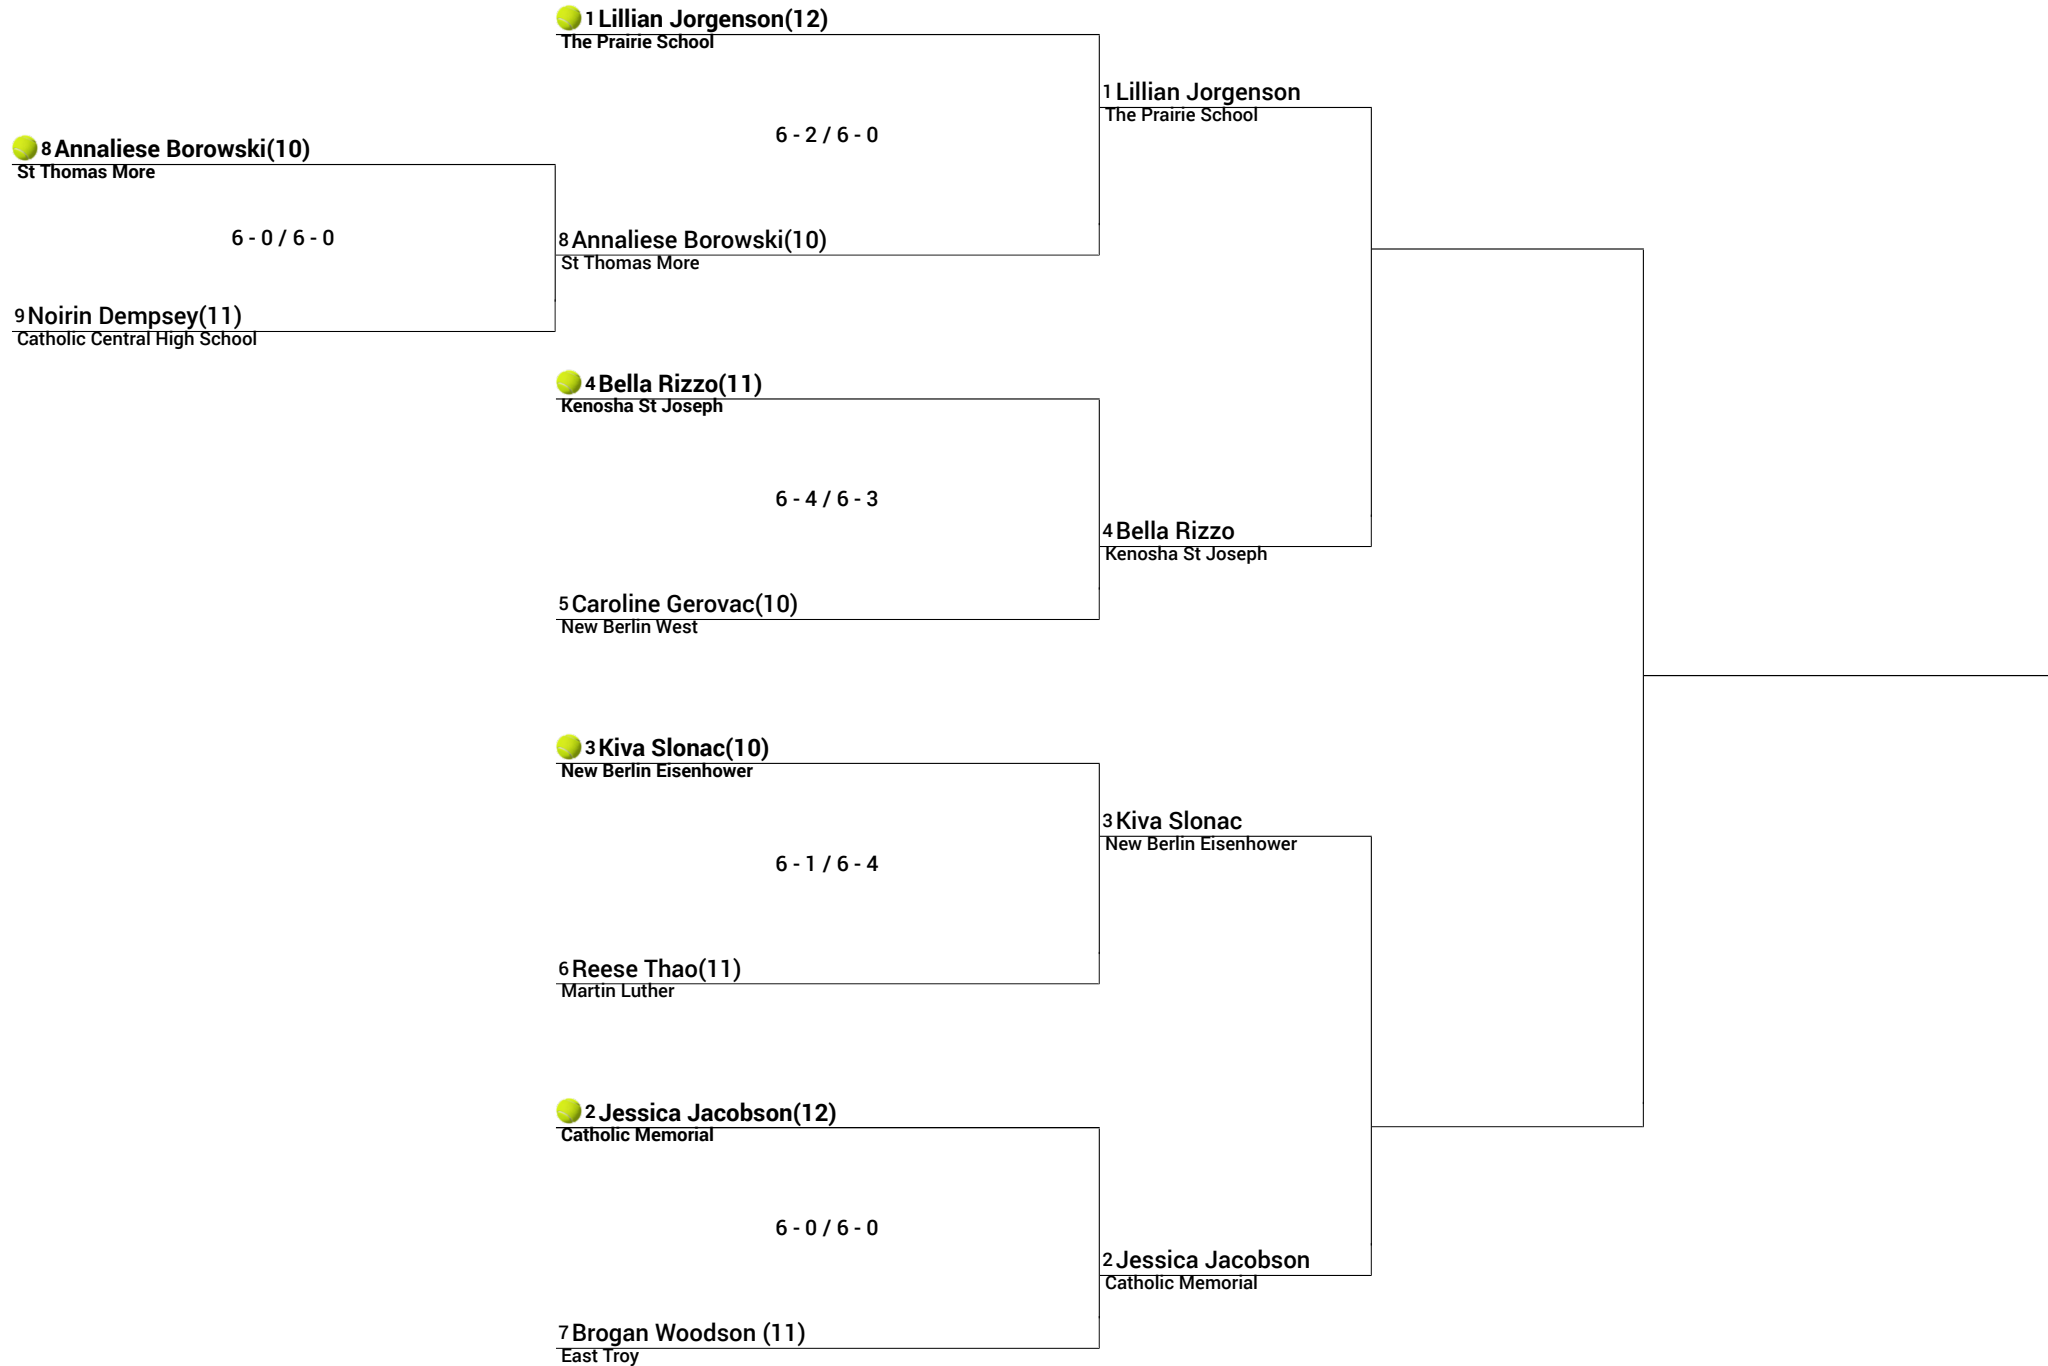 1 Lillian Jorgenson(12)
The Prairie School
1 Lillian Jorgenson
The Prairie School
6 - 2 / 6 - 0
8 Annaliese Borowski(10)
St Thomas More
6 - 0 / 6 - 0
8 Annaliese Borowski(10)
St Thomas More
9 Noirin Dempsey(11)
Catholic Central High School
4 Bella Rizzo(11)
Kenosha St Joseph
6 - 4 / 6 - 3
4 Bella Rizzo
Kenosha St Joseph
5 Caroline Gerovac(10)
New Berlin West
3 Kiva Slonac(10)
New Berlin Eisenhower
3 Kiva Slonac
New Berlin Eisenhower
6 - 1 / 6 - 4
6 Reese Thao(11)
Martin Luther
2 Jessica Jacobson(12)
Catholic Memorial
6 - 0 / 6 - 0
2 Jessica Jacobson
Catholic Memorial
7 Brogan Woodson (11)
East Troy